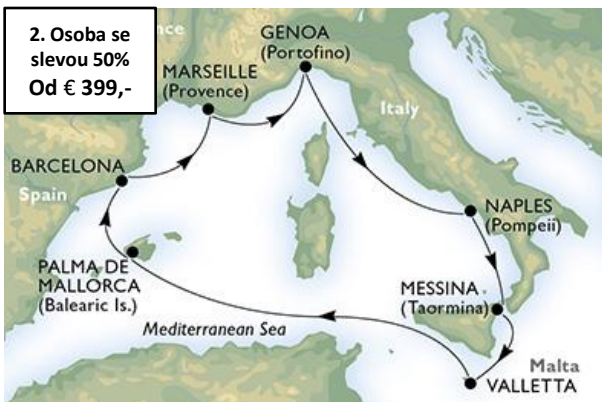 2. Osoba se
slevou 50%
Od € 399,-
GENOA
(Portofino)
MARSEILLE
(Provence)
Italy
BARCELONA
Spain
NAPLES
(Pompeii)
PALMA DE
MALLORCA
(Balearic Is.)
MESSINA
(Taormina)
Mediterranean Sea
Malta
VALLETTA